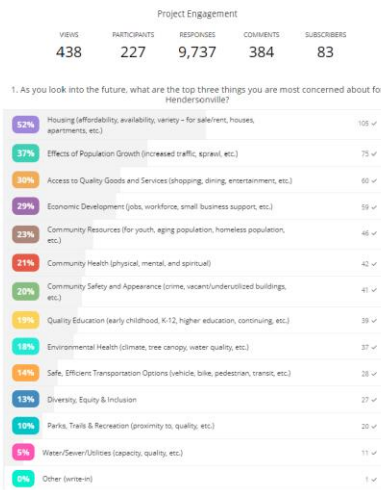 Project Engagement
VIEWS PARTICIPANTS RESPONSES COMMENTS SUBSCRIBERS
438 227 9,737 384 83
1. As you look into the future, what are the top three things you are most concerned about fo
Hendersonville?
52% Housing (affordability, availability, variety – for sale/rent, houses,
apartments, etc.) 105 ✓
37% Effects of Population Growth (increased traffic, sprawl, etc.) 75 ✓
30% Access to Quality Goods and Services (shopping, dining, entertainment, etc.) 60 ✓
29% Economic Development (jobs, workforce, small business support, etc.) 59 ✓
23% Community Resources (for youth, aging population, homeless population,
etc.) 46 ✓
21% Community Health (physical, mental, and spiritual) 42 ✓
20% Community Safety and Appearance (crime, vacant/underutilized buildings,
etc.) 41 ✓
19% Quality Education (early childhood, K-12, higher education, continuing, etc.) 39 ✓
18% Environmental Health (climate, tree canopy, water quality, etc.) 37 ✓
14% Safe, Efficient Transportation Options (vehicle, bike, pedestrian, transit, etc.) 28 ✓
13% Diversity, Equity & Inclusion 27 ✓
10% Parks, Trails & Recreation (proximity to, quality, etc.) 20 ✓
5% Water/Sewer/Utilities (capacity, quality, etc.) 11 ✓
0% Other (write-in) 1 ✓